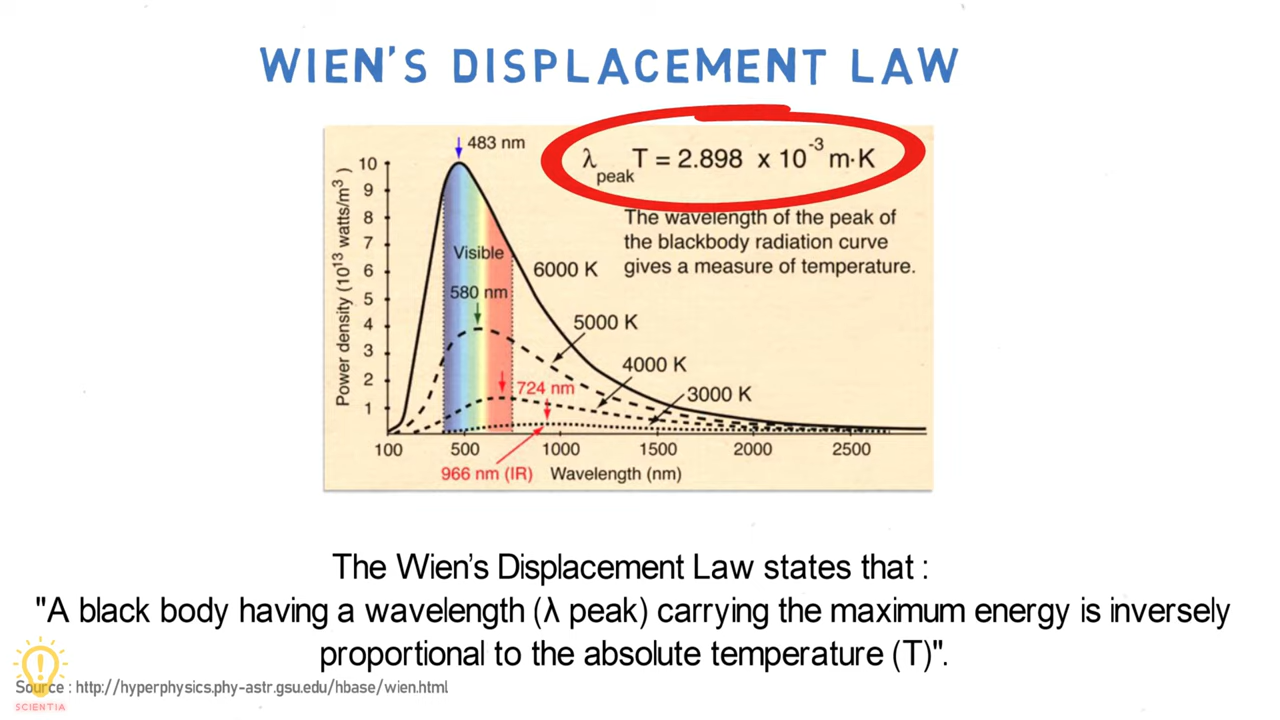 WIEN'S DISPLACEMENT LAW
483 nm
λpeak T = 2.898 x 10⁻³ m·K
The wavelength of the peak of
the blackbody radiation curve
gives a measure of temperature.
Power density (10¹³ watts/m³)
10
9
8
7
6
5
4
3
2
1
Visible
6000 K
580 nm
5000 K
4000 K
724 nm
3000 K
100 500 1000 1500 2000 2500
966 nm (IR)
Wavelength (nm)
The Wien's Displacement Law states that :
"A black body having a wavelength (λ peak) carrying the maximum energy is inversely
proportional to the absolute temperature (T)".
Source : http://hyperphysics.phy-astr.gsu.edu/hbase/wien.html
SCIENTIA